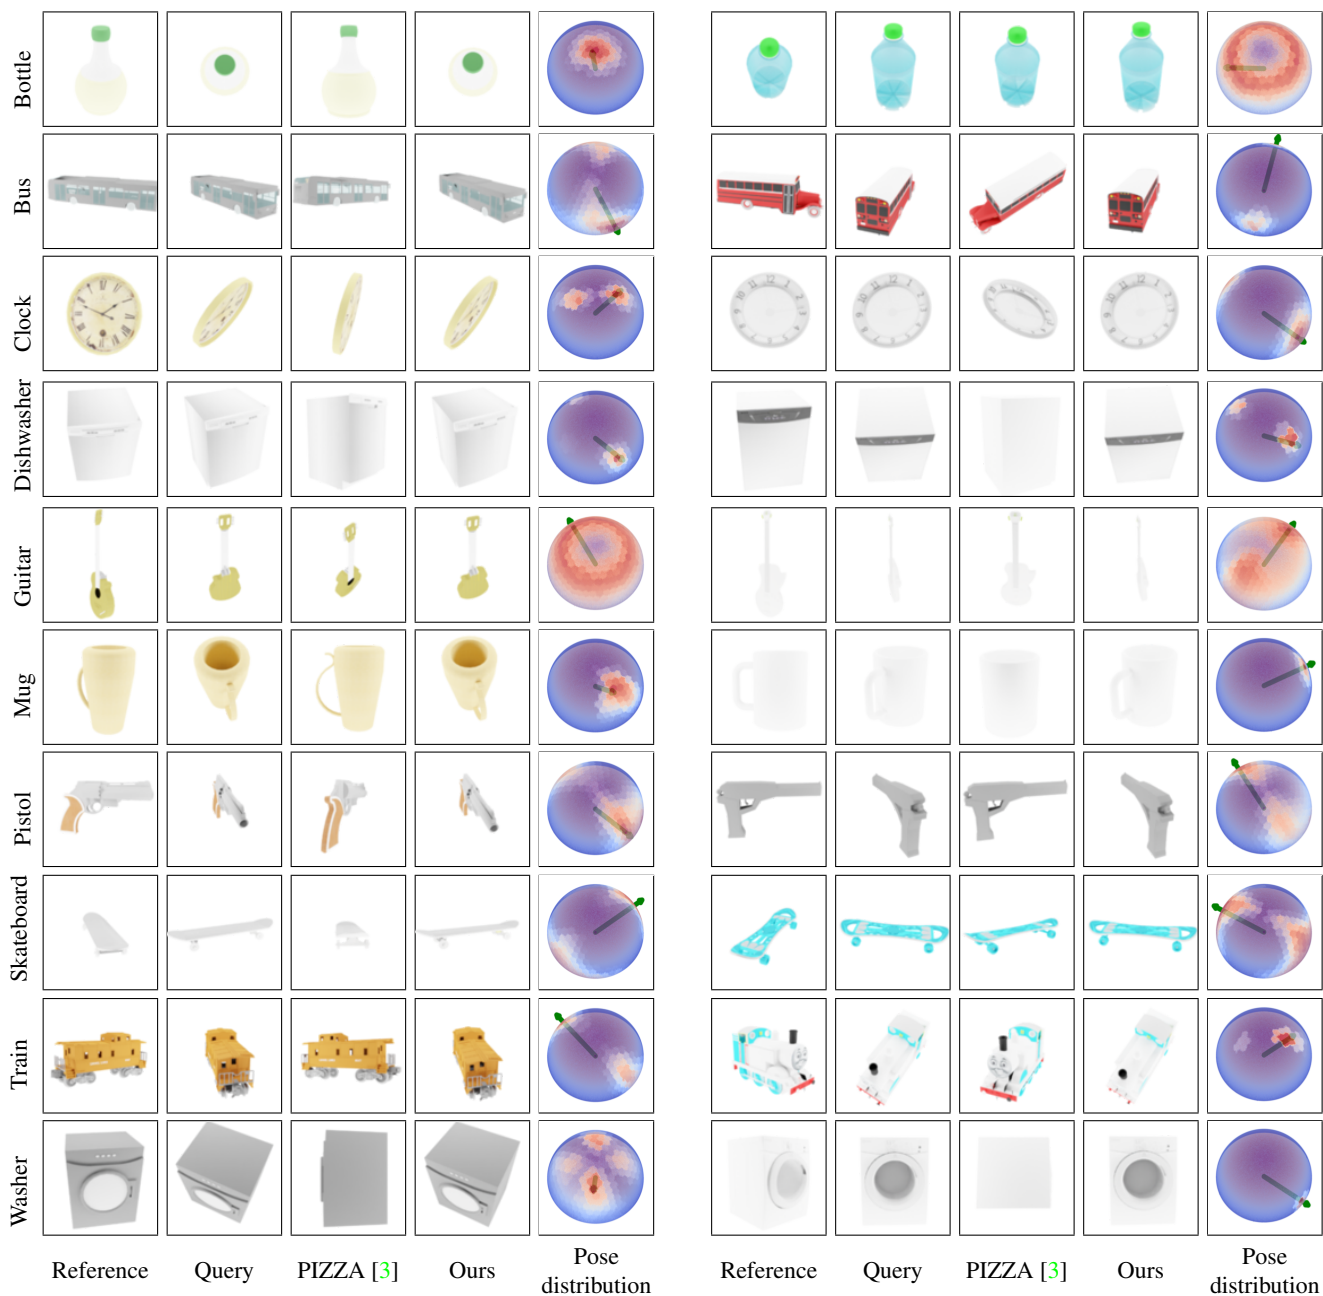 Bottle
Bus
Clock
Dishwasher
Guitar
Mug
Pistol
Skateboard
Train
Washer
Reference Query PIZZA [3] Ours Pose distribution Reference Query PIZZA [3] Ours Pose distribution